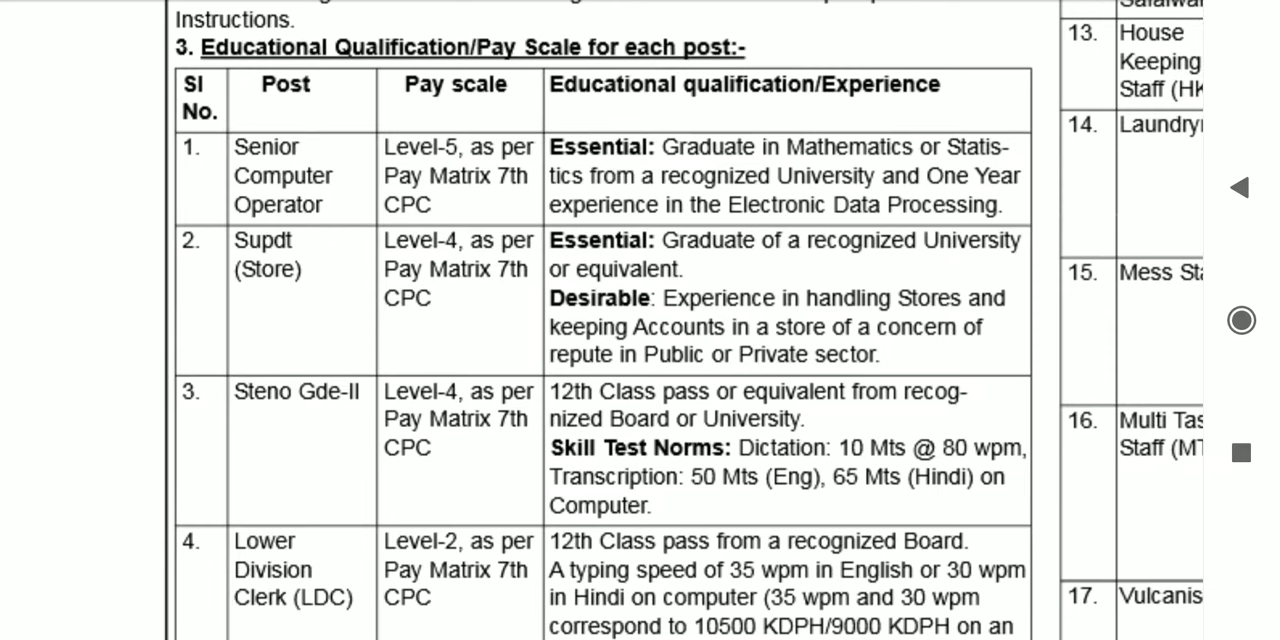 Instructions.
3. Educational Qualification/Pay Scale for each post:-
Sl No. Post Pay scale Educational qualification/Experience
1. Senior Computer Operator
Level-5, as per Pay Matrix 7th CPC
Essential: Graduate in Mathematics or Statis-
tics from a recognized University and One Year
experience in the Electronic Data Processing.
2. Supdt (Store)
Level-4, as per Pay Matrix 7th CPC
Essential: Graduate of a recognized University
or equivalent.
Desirable: Experience in handling Stores and
keeping Accounts in a store of a concern of
repute in Public or Private sector.
3. Steno Gde-II
Level-4, as per Pay Matrix 7th CPC
12th Class pass or equivalent from recog-
nized Board or University.
Skill Test Norms: Dictation: 10 Mts @ 80 wpm,
Transcription: 50 Mts (Eng), 65 Mts (Hindi) on
Computer.
4. Lower Division Clerk (LDC)
Level-2, as per Pay Matrix 7th CPC
12th Class pass from a recognized Board.
A typing speed of 35 wpm in English or 30 wpm
in Hindi on computer (35 wpm and 30 wpm
correspond to 10500 KDPH/9000 KDPH on an
13. House
Keeping
Staff (HK
14. Laundry
15. Mess
16. Multi
Staff (MT
17. Vulcanis